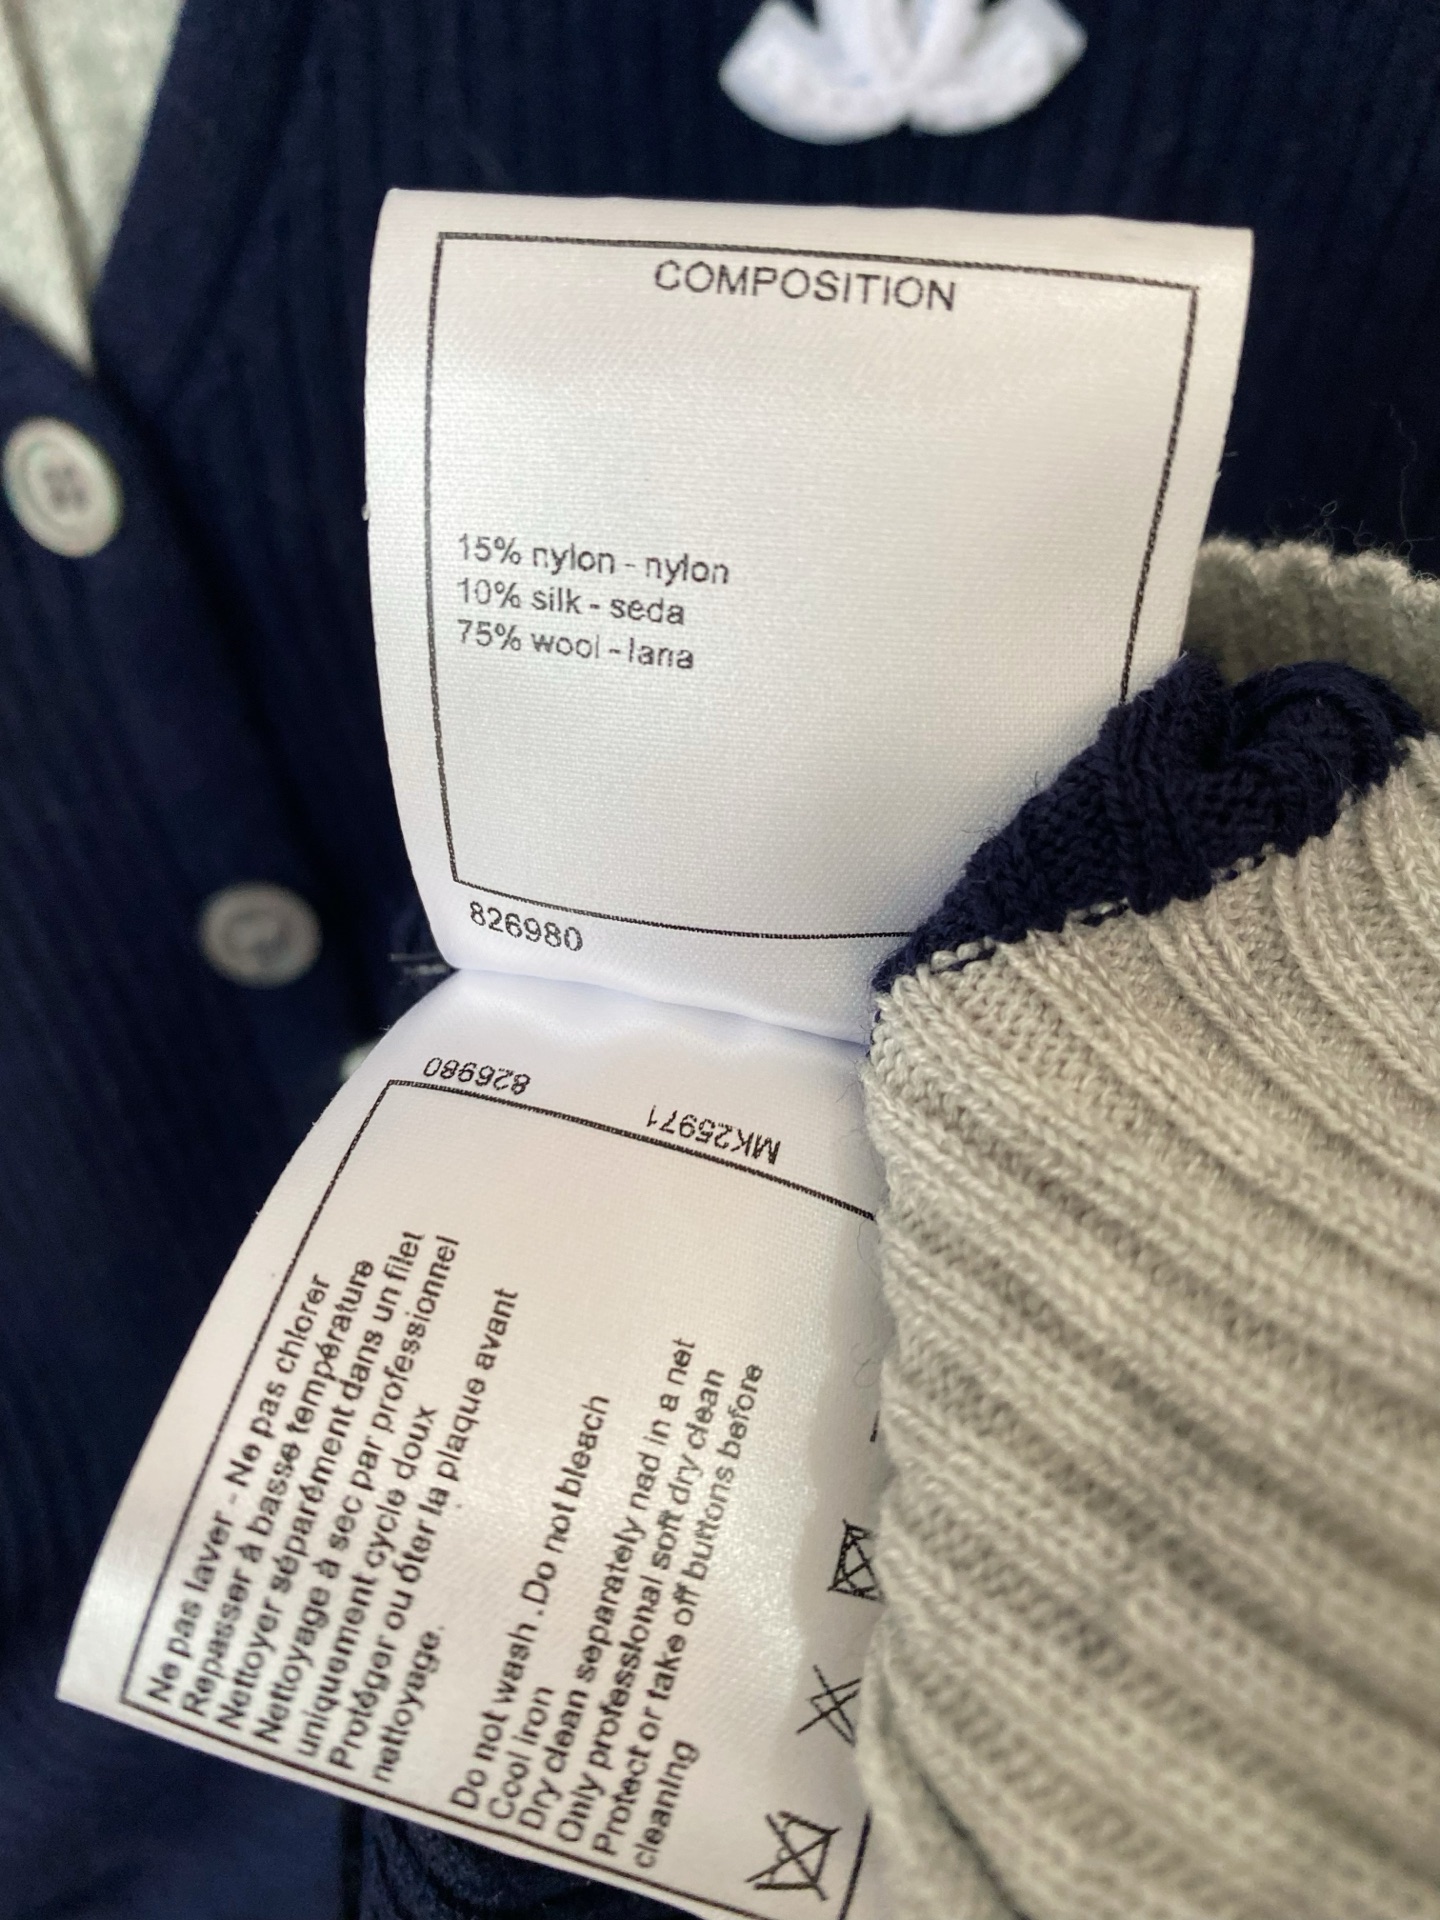 COMPOSITION
15% nylon - nylon
10% silk - seda
75% wool - lana
826980
826980
MK25971
Ne pas laver - Ne pas chlorer
Repasser à basse température
Nettoyer séparément dans un filet
Nettoyage à sec par professionnel
uniquement cycle doux
Protéger ou ôter la plaque avant
nettoyage.
Do not wash .Do not bleach
Cool iron
Dry clean separately nad in a net
Only professional soft dry clean
Protect or take off buttons before
cleaning